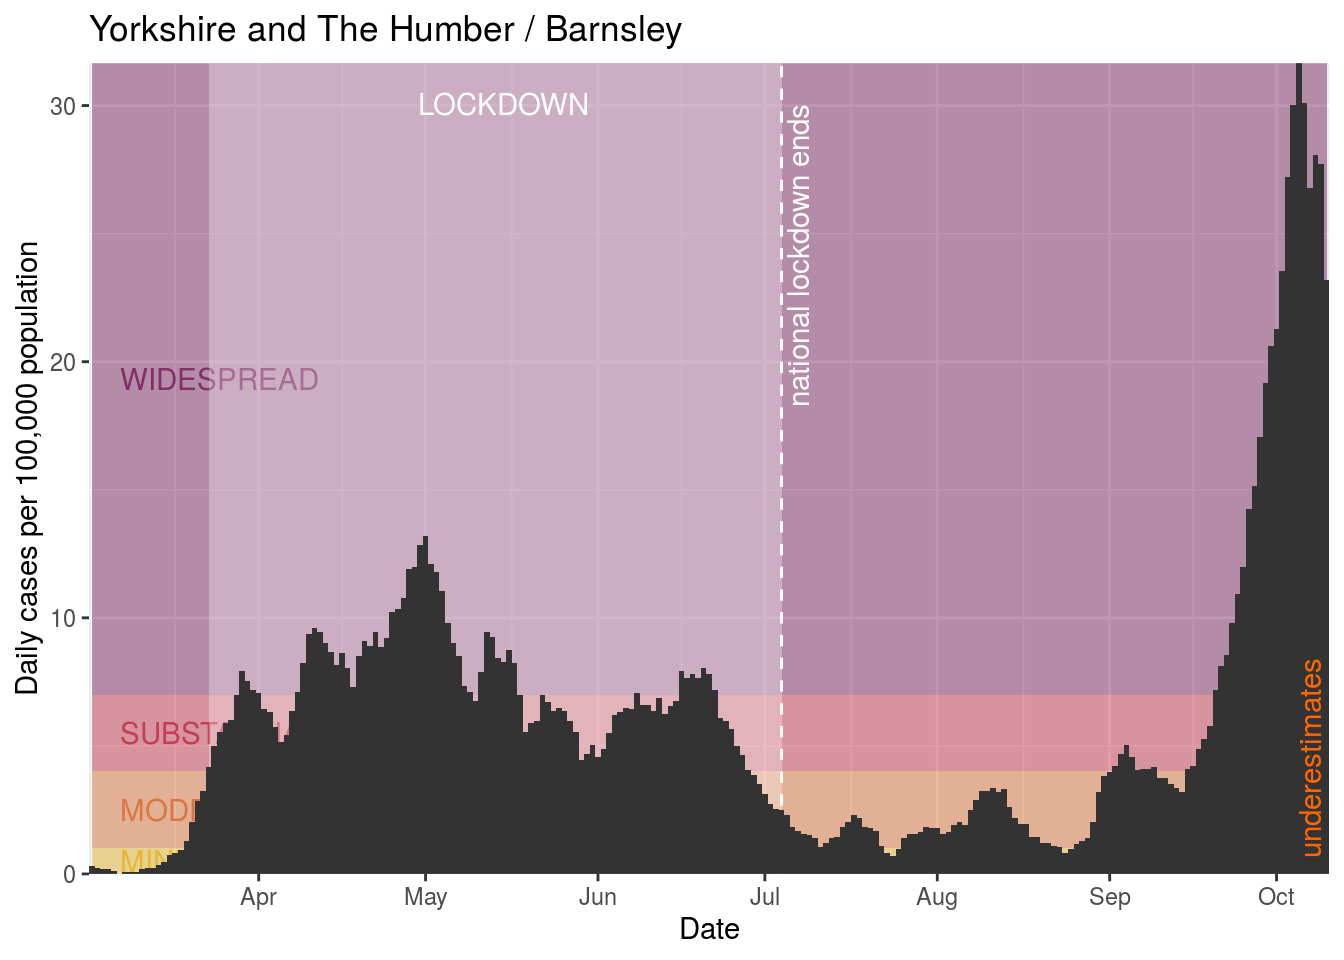 Yorkshire and The Humber / Barnsley
Daily cases per 100,000 population
30
20
10
0
LOCKDOWN
national lockdown ends
WIDESPREAD
underestimates
Apr
May
Jun
Jul
Aug
Sep
Oct
Date